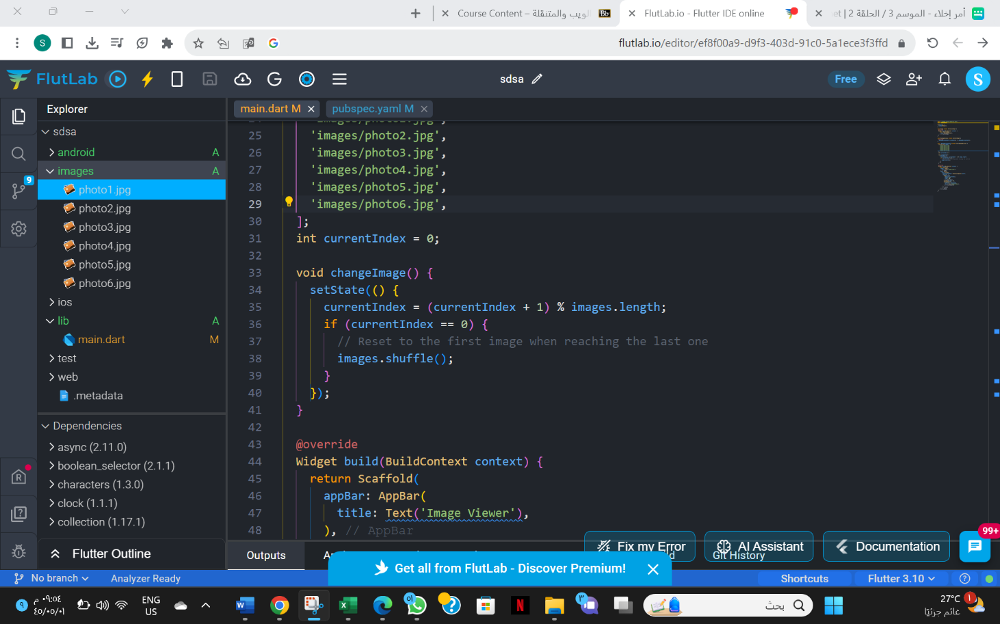 Course Content – الويب والمتنقلة
Bb
FlutLab.io - Flutter IDE online
أمر إخلاء - الموسم 3 / الحلقة 2 |
S
flutlab.io/editor/ef8f00a9-d9f3-403d-91c0-5a1ece3f3ffd
FlutLab
sdsa
Free
S
Explorer
main.dart M
pubspec.yaml M
sdsa
android A
images A
photo1.jpg
photo2.jpg
photo3.jpg
photo4.jpg
photo5.jpg
photo6.jpg
ios
lib A
main.dart M
test
web
.metadata
9
Dependencies
async (2.11.0)
boolean_selector (2.1.1)
characters (1.3.0)
clock (1.1.1)
collection (1.17.1)
Flutter Outline
25 'images/photo2.jpg',
26 'images/photo3.jpg',
27 'images/photo4.jpg',
28 'images/photo5.jpg',
29 'images/photo6.jpg',
30 ];
31 int currentIndex = 0;
32
33 void changeImage() {
34 setState(() {
35 currentIndex = (currentIndex + 1) % images.length;
36 if (currentIndex == 0) {
37 // Reset to the first image when reaching the last one
38 images.shuffle();
39 }
40 });
41 }
42
43 @override
44 Widget build(BuildContext context) {
45 return Scaffold(
46 appBar: AppBar(
47 title: Text('Image Viewer'),
48 ), // AppBar
Outputs
Fix my Error
AI Assistant
Git History
Documentation
99+
Get all from FlutLab - Discover Premium!
No branch
Analyzer Ready
Shortcuts
Flutter 3.10
٠٩:٥٤ م
٤٥/٠٥/٠١
ENG
US
بحث
27°C
غائم جزئيًا